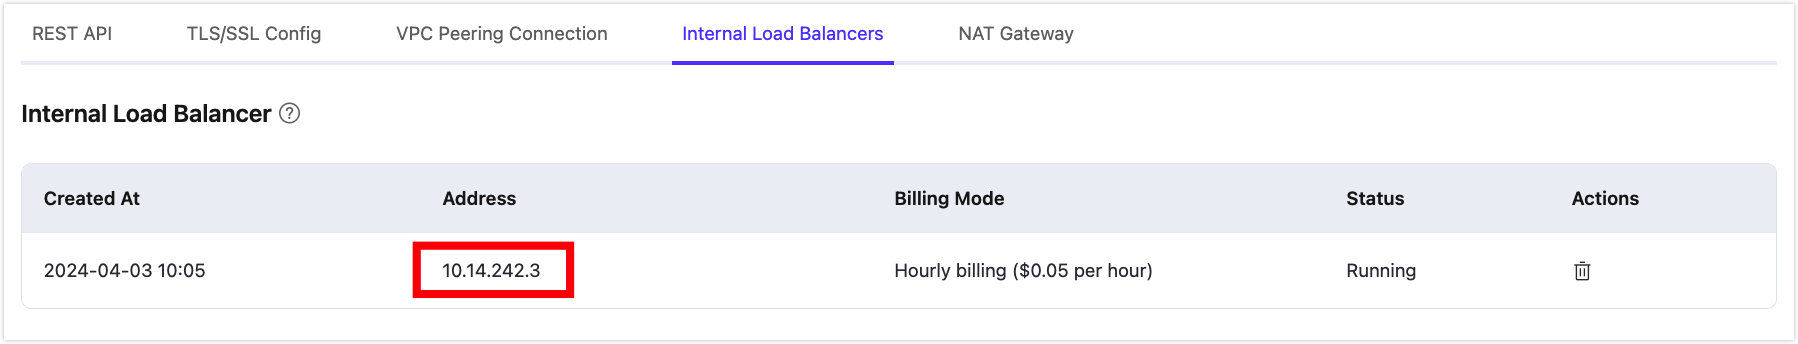 REST API TLS/SSL Config VPC Peering Connection Internal Load Balancers NAT Gateway
Internal Load Balancer ?
Created At Address Billing Mode Status Actions
2024-04-03 10:05 10.14.242.3 Hourly billing ($0.05 per hour) Running